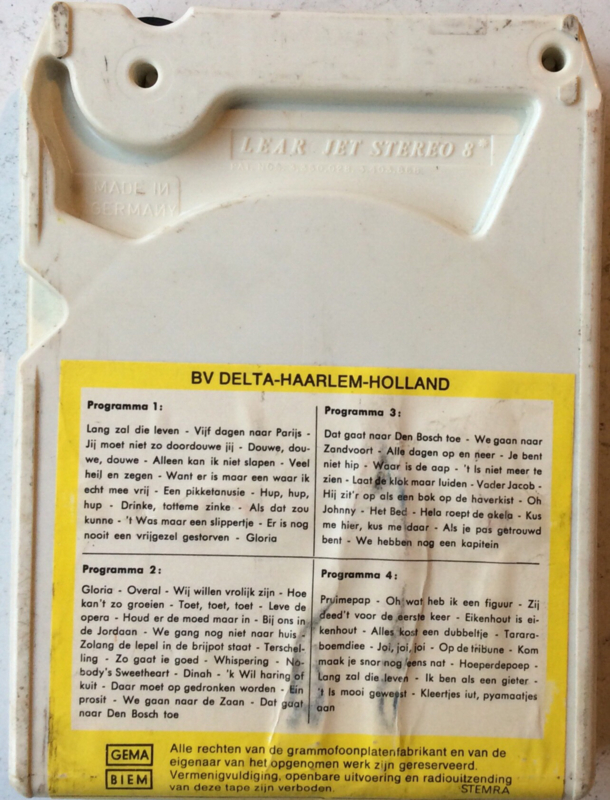 LEAR JET STEREO 8®
MADE IN
GERMANY
BV DELTA-HAARLEM-HOLLAND
Programma 1:
Lang zal die leven - Vijf dagen naar Parijs -
Jij moet niet zo doordouwe jij - Douwe, dou-
we, douwe - Alleen kan ik niet slapen - Veel
heil en zegen - Want er is maar een waar ik
echt mee vrij - Een pikketanusie - Hup, hup,
hup - Drinke, totteme zinke - Als dat zou
kunne - 't Was maar een slippertje - Er is nog
nooit een vrijgezel gestorven - Gloria
Programma 2:
Gloria - Overal - Wij willen vrolijk zijn - Hoe
kan't zo groeien - Toet, toet, toet - Leve de
opera - Houd er de moed maar in - Bij ons in
de Jordaan - We gang nog niet naar huis -
Zolang de lepel in de brijpot staat - Terschel-
ling - Zo gaat ie goed - Whispering - No-
body's Sweetheart - Dinah - 'k Wil haring of
kuit - Daar moet op gedronken worden - Ein
prosit - We gaan naar de Zaan - Dat gaat
naar Den Bosch toe
Programma 3:
Dat gaat naar Den Bosch toe - We gaan naar
Zandvoort - Alle dagen op en neer - Je bent
niet hip - Waar is de aap - 't Is niet meer te
zien - Laat de klok maar luiden - Vader Jacob -
Hij zit'r op als een bok op de haverkist - Oh
Johnny - Het Bed - Hela roept de akela - Kus
me hier, kus me daar - Als je pas getrouwd
bent - We hebben nog een kapitein
Programma 4:
Pruimepap - Oh wat heb ik een figuur - Zij
deed't voor de eerste keer - Eikenhout is ei-
kenhout - Alles kost een dubbeltje - Tarara-
boemdiee - Joi, joi, joi - Op de tribune - Kom
maak je snor nog eens nat - Hoeperdepoep -
Lang zal die leven - Ik ben als een gieter -
't Is mooi geweest - Kleertjes iut, pyamaatjes
aan
GEMA
BIEM
Alle rechten van de grammofoonplatenfabrikant en van de
eigenaar van het opgenomen werk zijn gereserveerd.
Vermenigvuldiging, openbare uitvoering en radiouitzending
van deze tape zijn verboden.
STEMRA